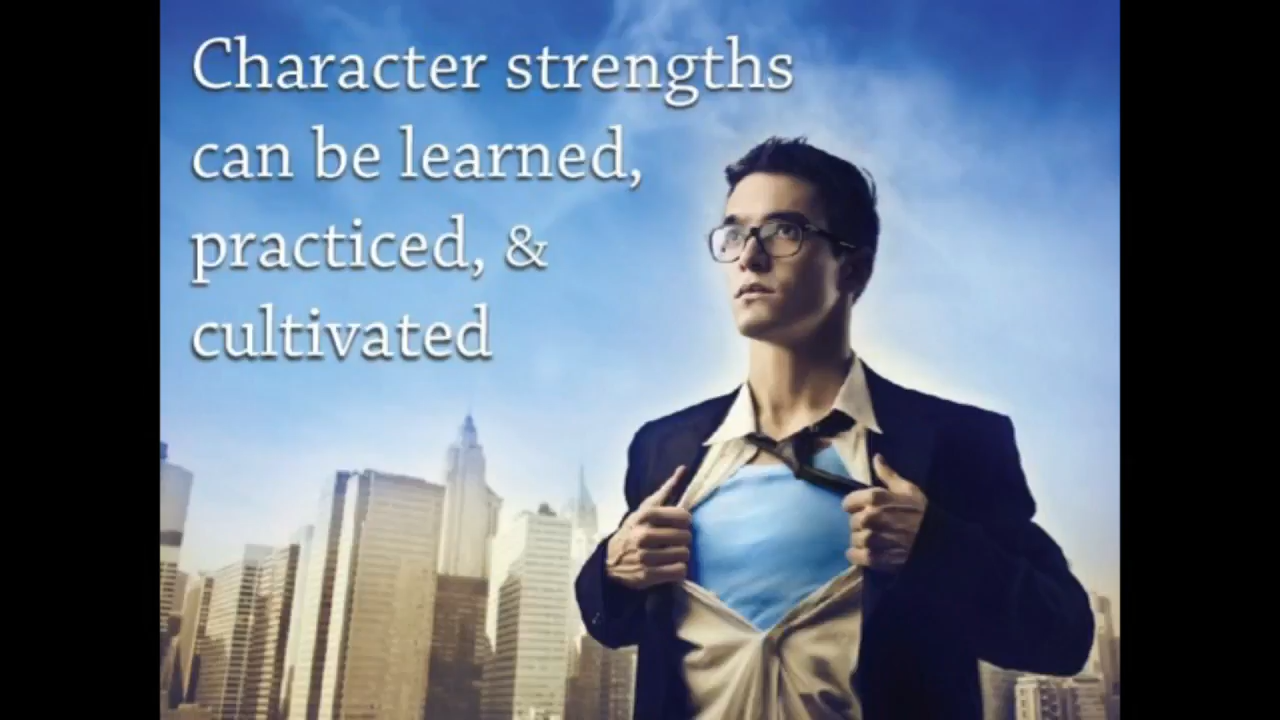 Character strengths
can be learned,
practiced, &
cultivated